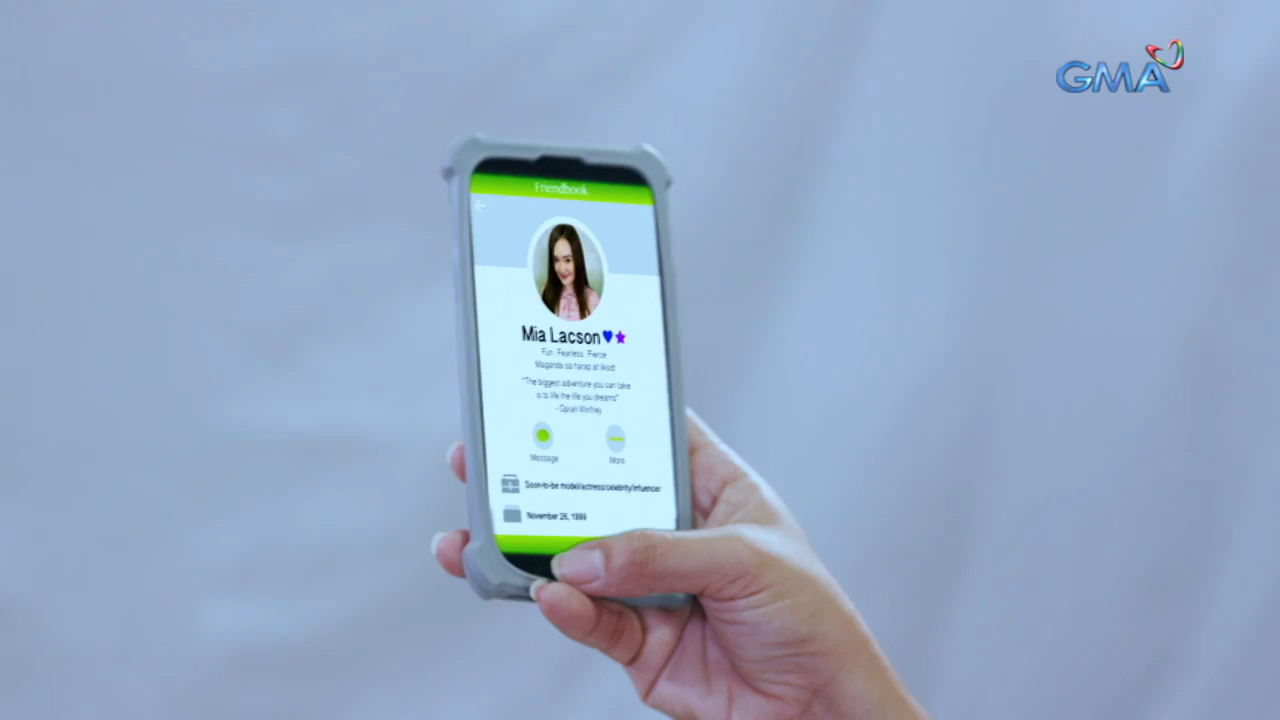 GMA
Friendbook
Mia Lacson
Fun. Fearless. Fierce
Maganda sa harap at likod!
"The biggest adventure you can take
is to life the life you dreams"
- Oprah Winfrey
Message
More
Soon-to-be model/actress/celebrity/influencer
November 26, 1999